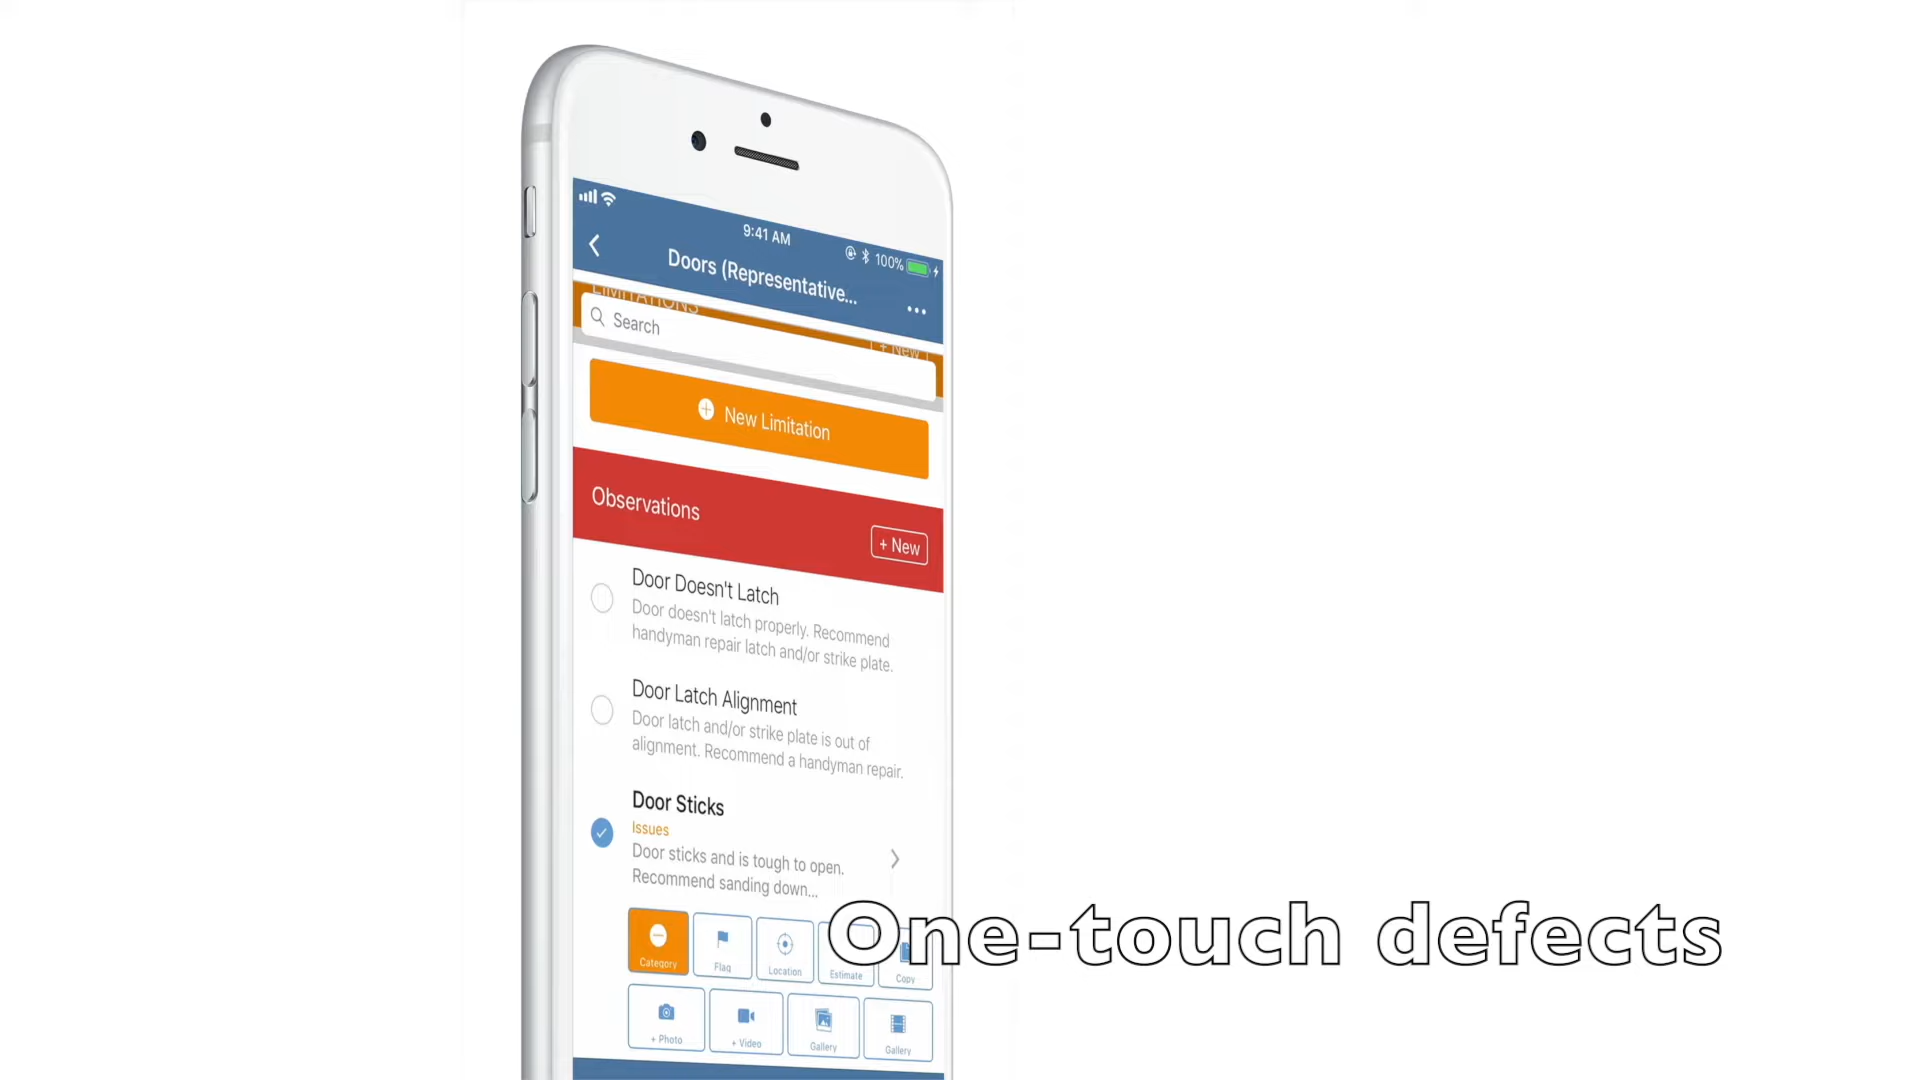 9:41 AM
100%
Doors (Representative...
LIMITATIONS
+ New
Search
New Limitation
Observations
+ New
Door Doesn't Latch
Door doesn't latch properly. Recommend
handyman repair latch and/or strike plate.
Door Latch Alignment
Door latch and/or strike plate is out of
alignment. Recommend a handyman repair.
Door Sticks
Issues
Door sticks and is tough to open.
Recommend sanding down...
Category
Flag
Location
Estimate
Copy
One-touch defects
+ Photo
+ Video
Gallery
Gallery